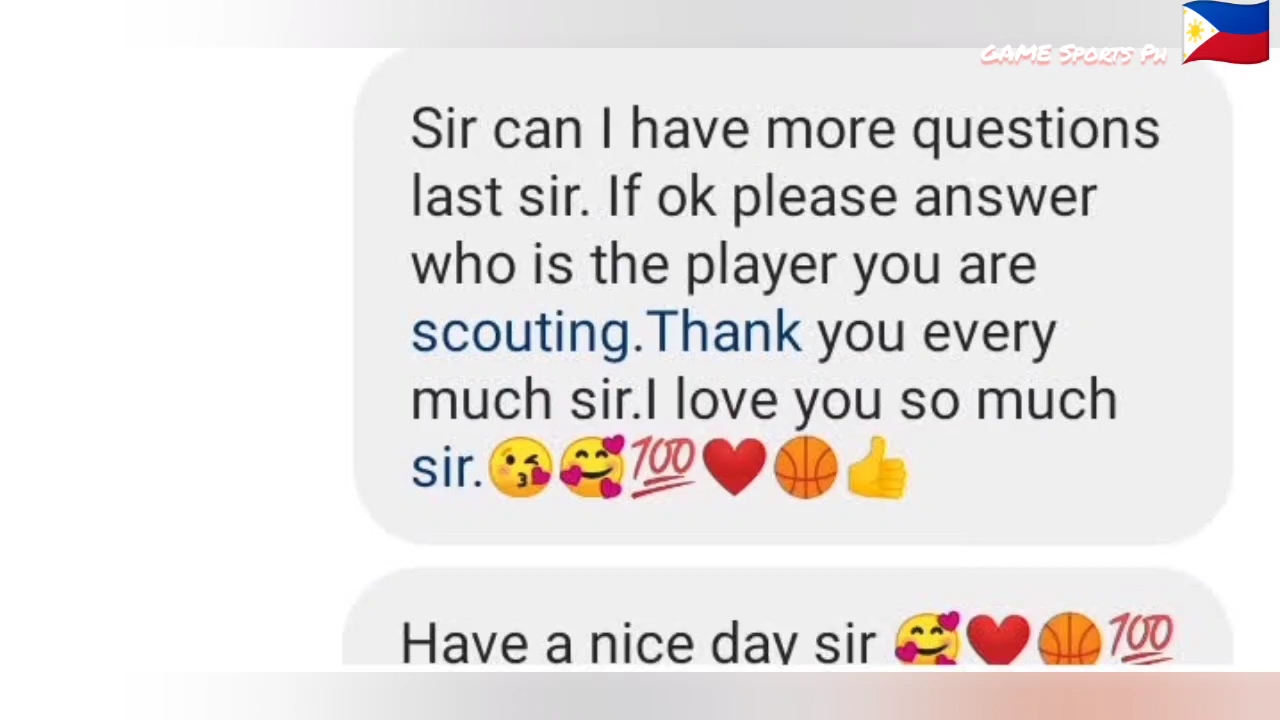 GAME Sports Ph
Sir can I have more questions
last sir. If ok please answer
who is the player you are
scouting.Thank you every
much sir.I love you so much
sir.😘🥰💯❤️🏀👍
Have a nice day sir 🥰❤️🏀💯